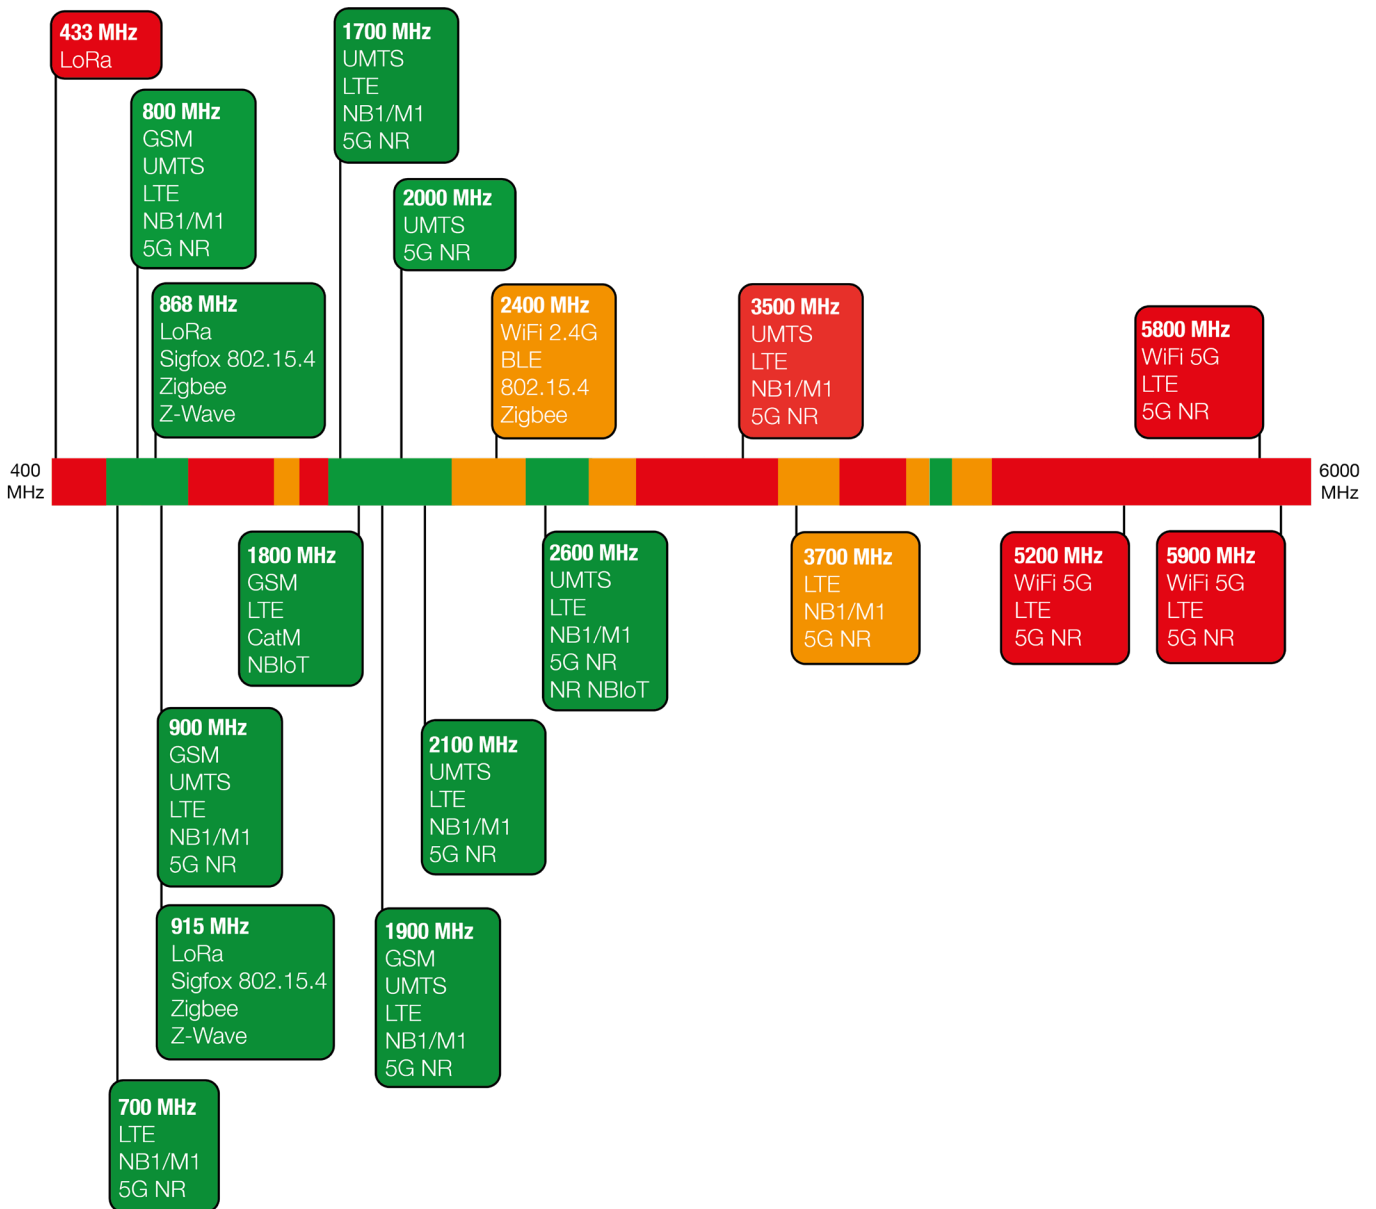 433 MHz
LoRa
800 MHz
GSM
UMTS
LTE
NB1/M1
5G NR
868 MHz
LoRa
Sigfox 802.15.4
Zigbee
Z-Wave
1700 MHz
UMTS
LTE
NB1/M1
5G NR
2000 MHz
UMTS
5G NR
2400 MHz
WiFi 2.4G
BLE
802.15.4
Zigbee
3500 MHz
UMTS
LTE
NB1/M1
5G NR
5800 MHz
WiFi 5G
LTE
5G NR
400
MHz
6000
MHz
1800 MHz
GSM
LTE
CatM
NBIoT
2600 MHz
UMTS
LTE
NB1/M1
5G NR
NR NBIoT
3700 MHz
LTE
NB1/M1
5G NR
5200 MHz
WiFi 5G
LTE
5G NR
5900 MHz
WiFi 5G
LTE
5G NR
900 MHz
GSM
UMTS
LTE
NB1/M1
5G NR
2100 MHz
UMTS
LTE
NB1/M1
5G NR
915 MHz
LoRa
Sigfox 802.15.4
Zigbee
Z-Wave
1900 MHz
GSM
UMTS
LTE
NB1/M1
5G NR
700 MHz
LTE
NB1/M1
5G NR